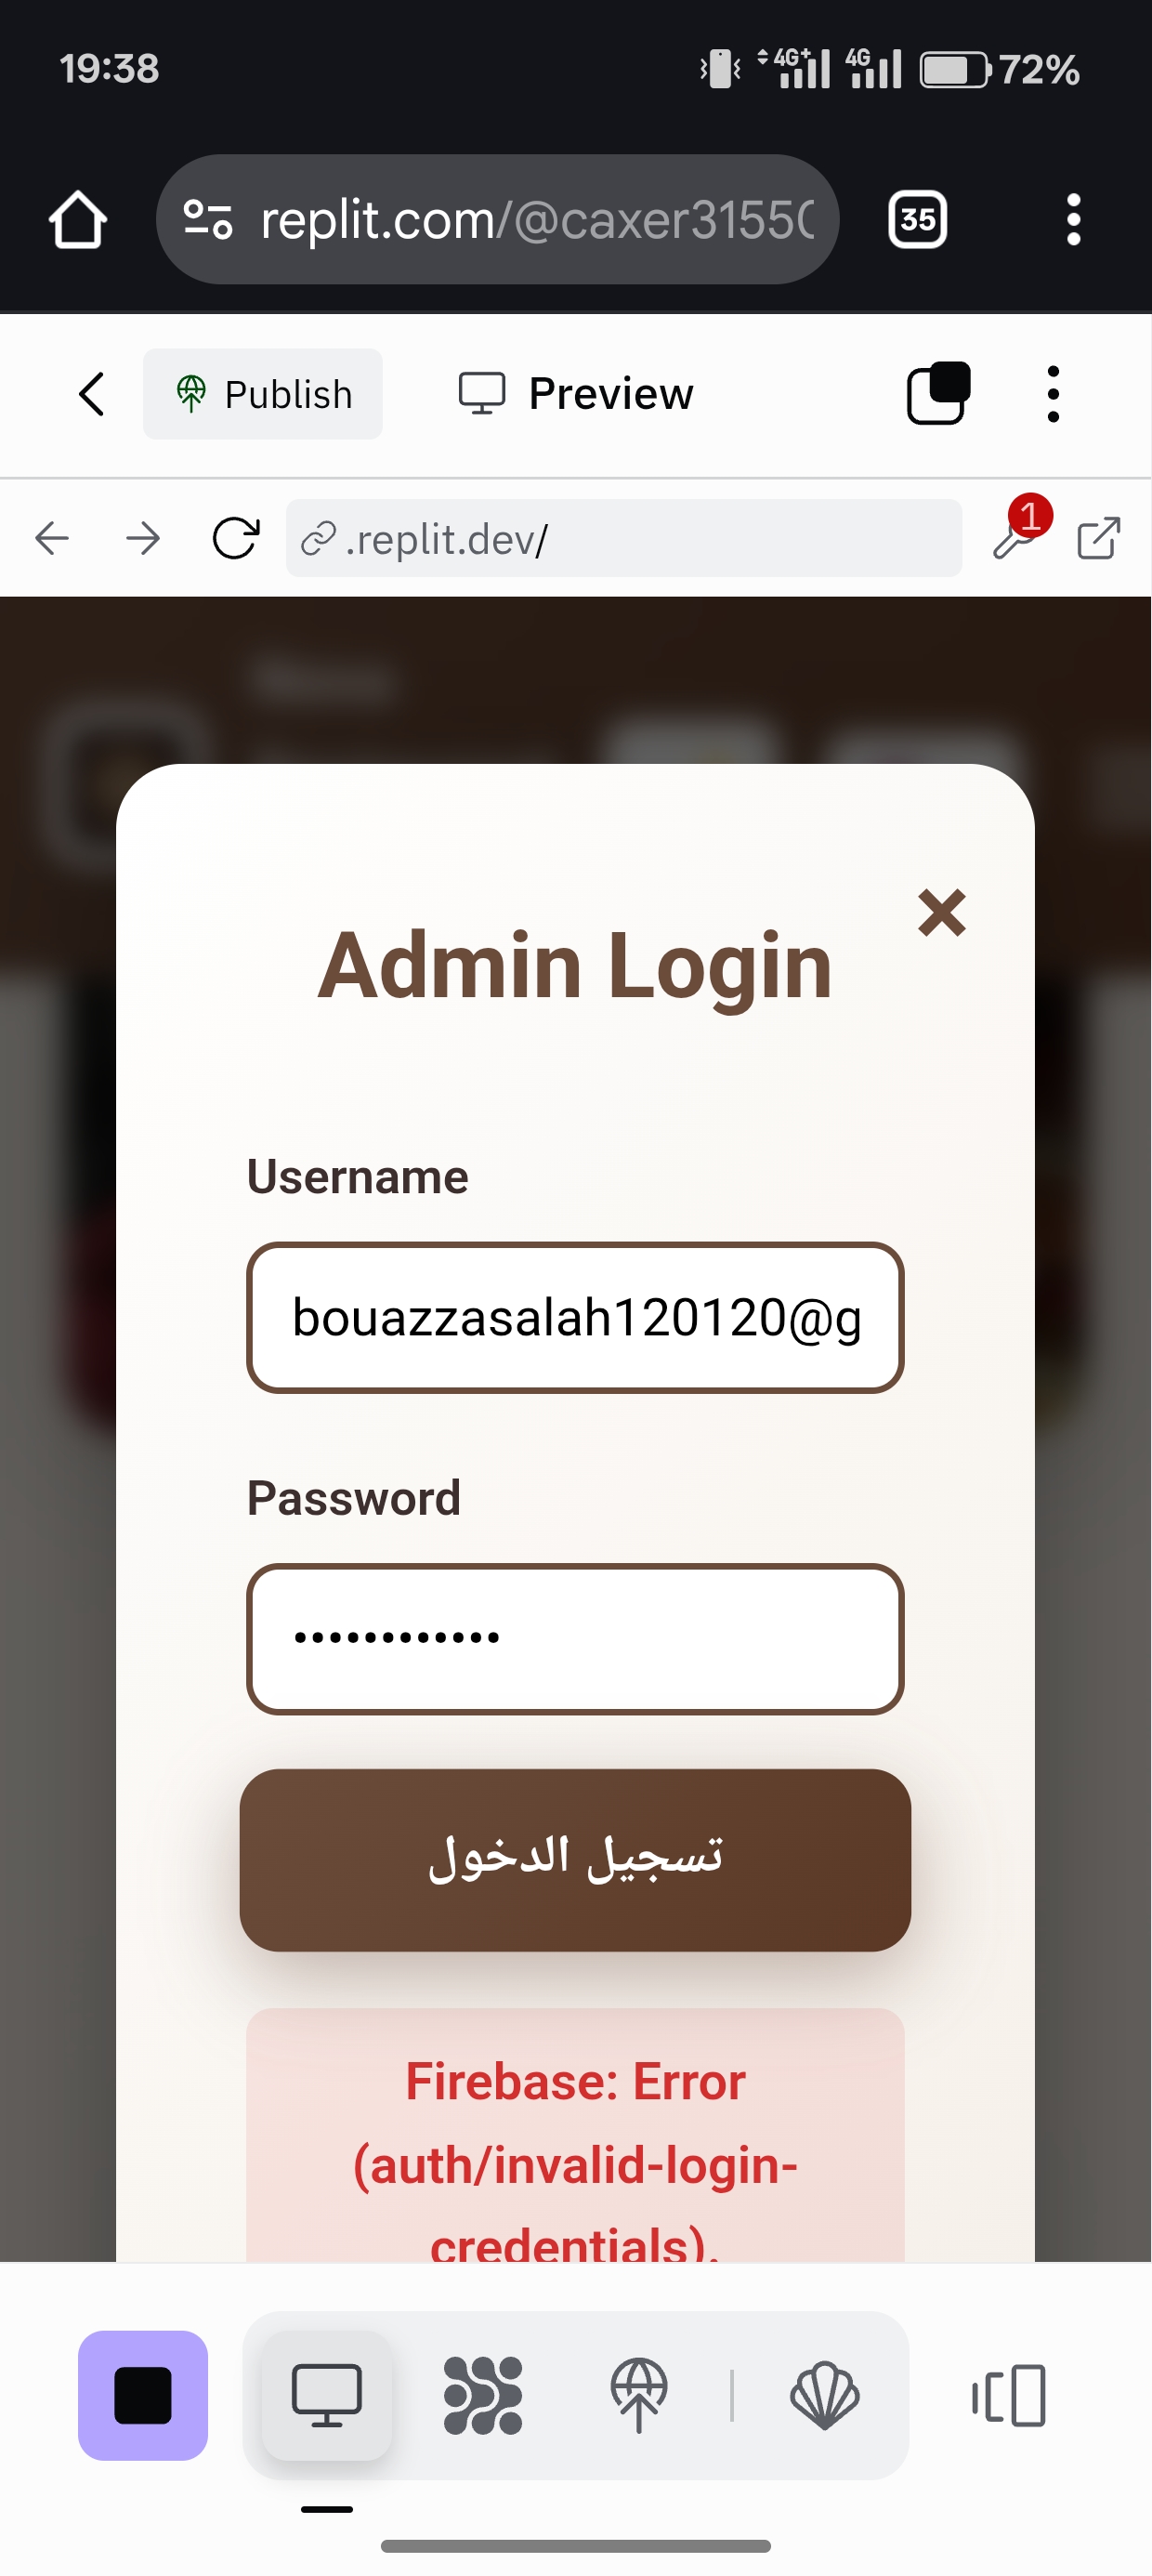 19:38
4G+
4G
72%
replit.com/@caxer3155
35
Publish
Preview
.replit.dev/
1
Admin Login
×
Username
bouazzasalah120120@g
Password
••••••••••••
تسجيل الدخول
Firebase: Error
(auth/invalid-login-
credentials).